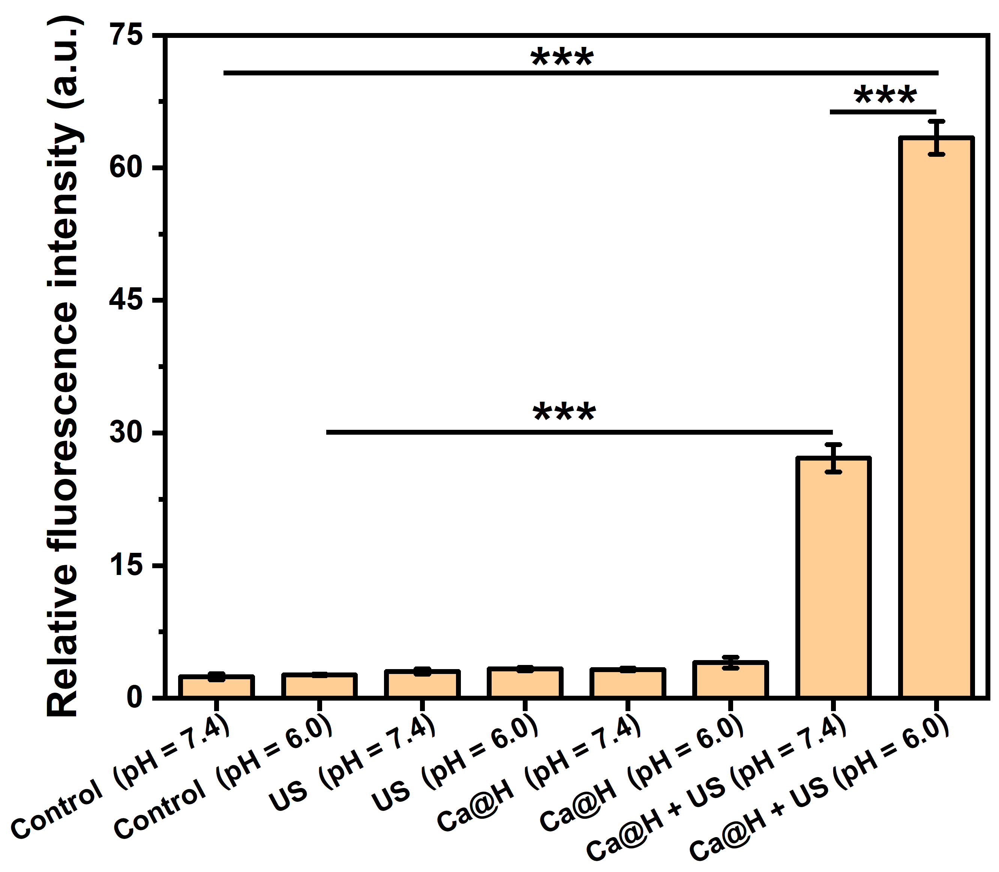 Relative fluorescence intensity (a.u.)
75
60
45
30
15
0
***
***
***
Control (pH = 7.4)
Control (pH = 6.0)
US (pH = 7.4)
US (pH = 6.0)
Ca@H (pH = 7.4)
Ca@H (pH = 6.0)
Ca@H + US (pH = 7.4)
Ca@H + US (pH = 6.0)